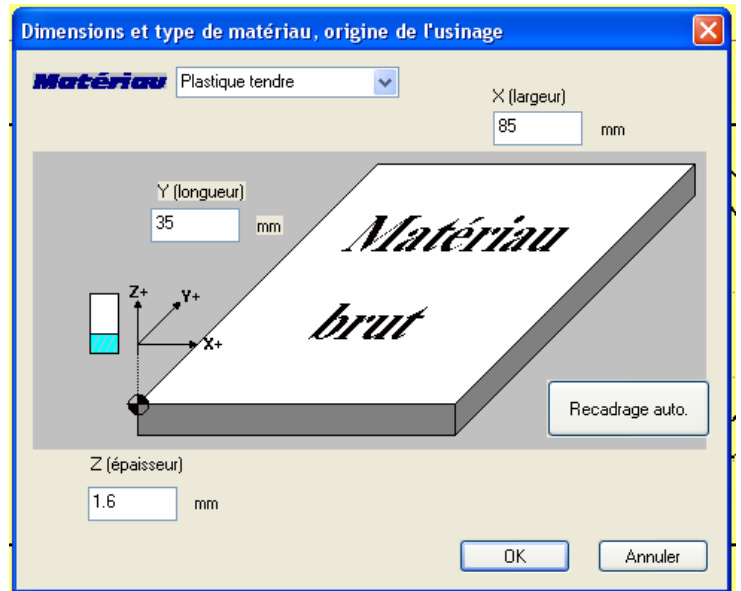 Dimensions et type de matériau, origine de l'usinage
Matériau
Plastique tendre
X (largeur)
85
mm
Y (longueur)
35
mm
Matériau
brut
Z+
Y+
X+
Recadrage auto.
Z (épaisseur)
1.6
mm
OK
Annuler